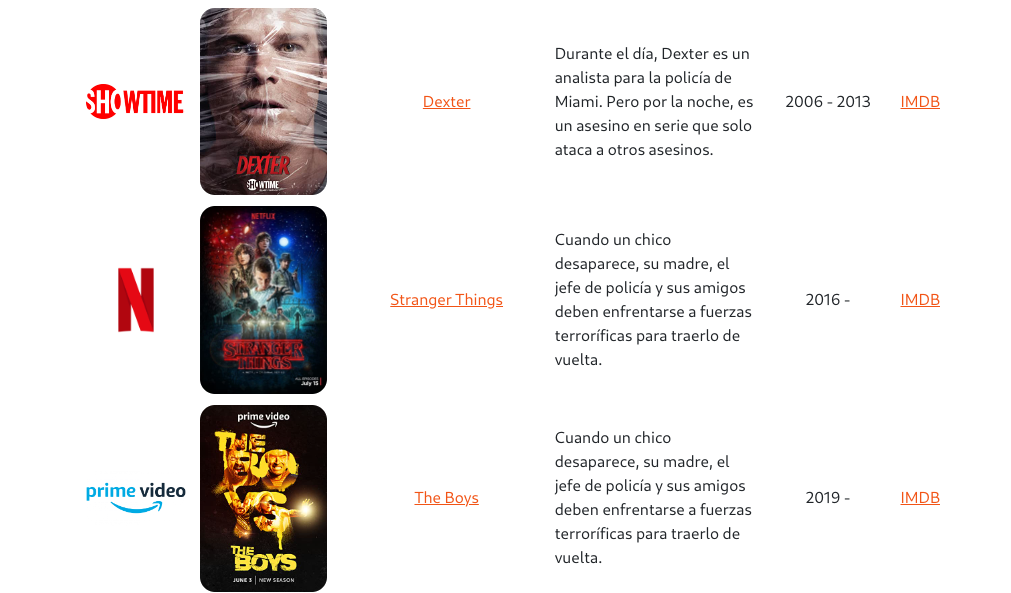 SHOWTIME
DEXTER
SHOWTIME
Dexter
Durante el día, Dexter es un
analista para la policía de
Miami. Pero por la noche, es
un asesino en serie que solo
ataca a otros asesinos.
2006 - 2013
IMDB
N
NETFLIX
STRANGER
THINGS
July 15
Stranger Things
Cuando un chico
desaparece, su madre, el
jefe de policía y sus amigos
deben enfrentarse a fuerzas
terroríficas para traerlo de
vuelta.
2016 -
IMDB
prime video
prime video
THE
BO
YS
THE
BOYS
JUNE 3 | NEW SEASON
The Boys
Cuando un chico
desaparece, su madre, el
jefe de policía y sus amigos
deben enfrentarse a fuerzas
terroríficas para traerlo de
vuelta.
2019 -
IMDB